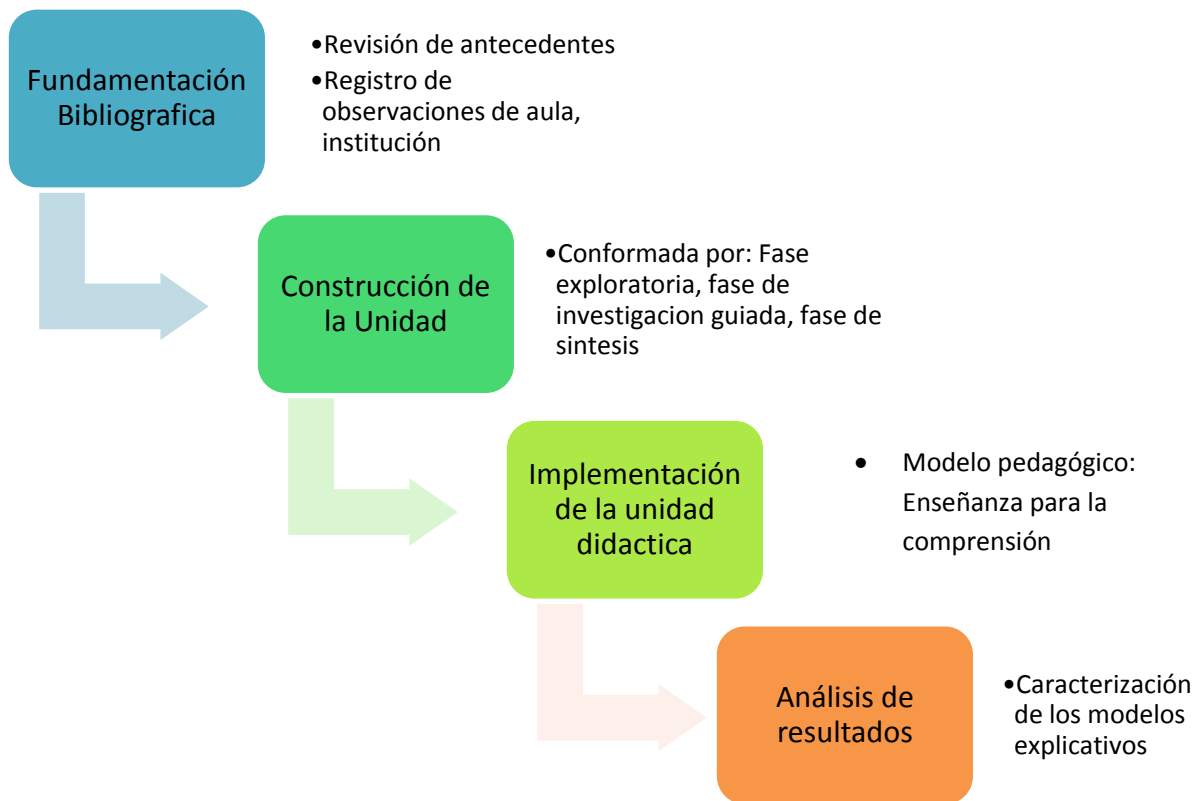 Fundamentación
Bibliografica
•Revisión de antecedentes
•Registro de
observaciones de aula,
institución
Construcción de
la Unidad
•Conformada por: Fase
exploratoria, fase de
investigacion guiada, fase de
sintesis
Implementación
de la unidad
didactica
• Modelo pedagógico:
Enseñanza para la
comprensión
Análisis de
resultados
•Caracterización
de los modelos
explicativos